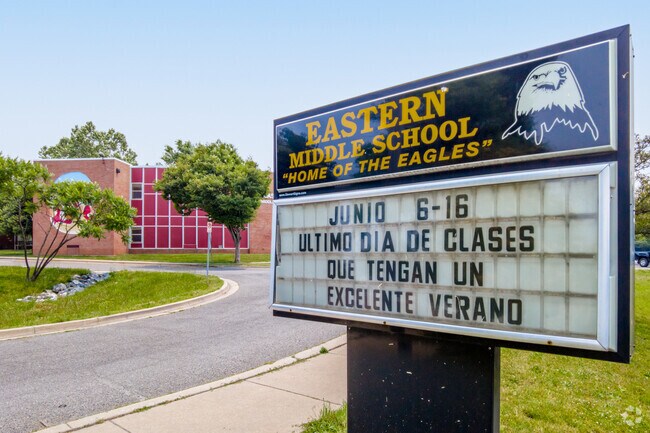 EASTERN
MIDDLE SCHOOL
"HOME OF THE EAGLES"
JUNIO 6-16
ULTIMO DIA DE CLASES
QUE TENGAN UN
EXCELENTE VERANO